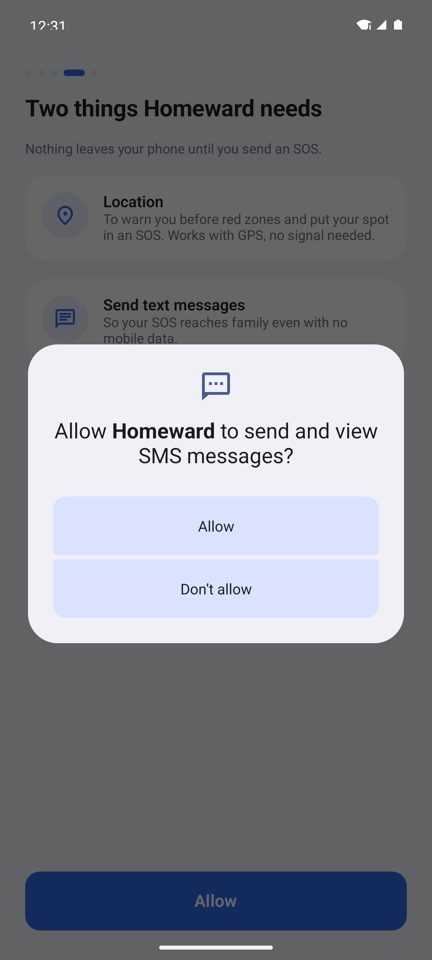 12:31
Two things Homeward needs
Nothing leaves your phone until you send an SOS.
Location
To warn you before red zones and put your spot
in an SOS. Works with GPS, no signal needed.
Send text messages
So your SOS reaches family even with no
mobile data.
Allow Homeward to send and view
SMS messages?
Allow
Don’t allow
Allow